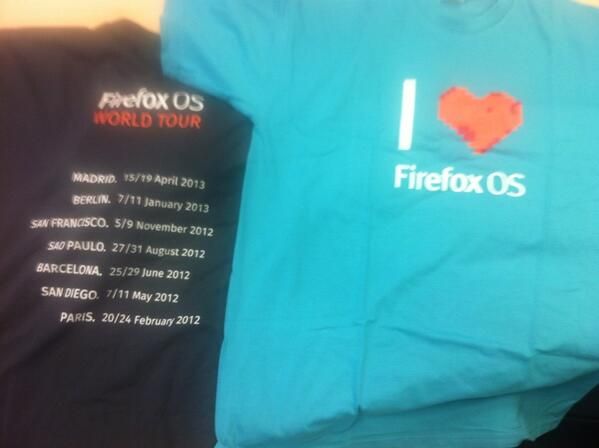 Firefox OS
WORLD TOUR
MADRID. 15/19 April 2013
BERLIN. 7/11 January 2013
SAN FRANCISCO. 5/9 November 2012
SAO PAULO. 27/31 August 2012
BARCELONA. 25/29 June 2012
SAN DIEGO. 7/11 May 2012
PARIS. 20/24 February 2012
I
Firefox OS